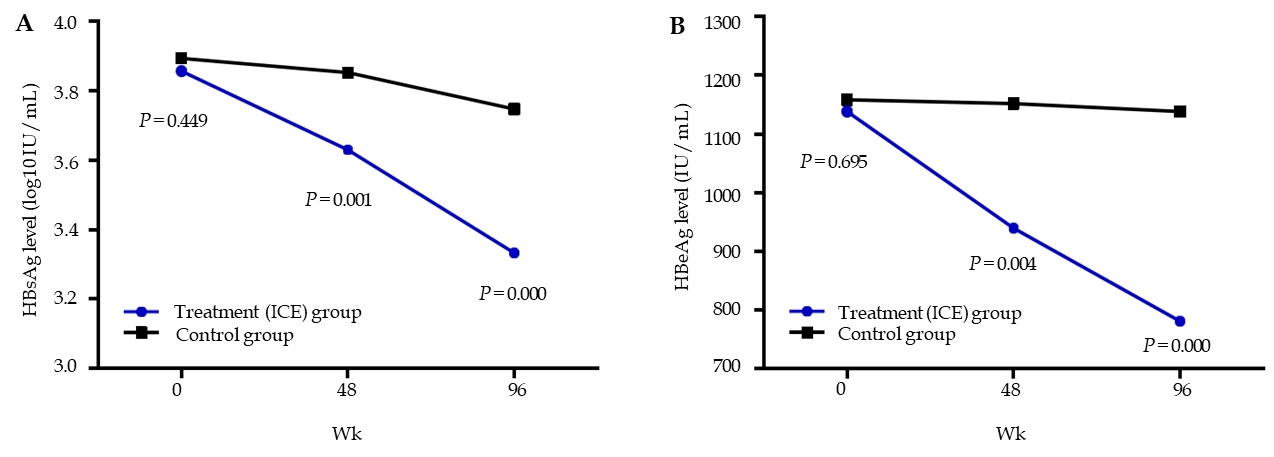 A
HBsAg level (log10 IU / mL)
4.0
3.8
3.6
3.4
3.2
3.0
P = 0.449
P = 0.001
P = 0.000
Treatment (ICE) group
Control group
0 48 96
Wk
B
HBeAg level (IU / mL)
1300
1200
1100
1000
900
800
700
P = 0.695
P = 0.004
P = 0.000
Treatment (ICE) group
Control group
0 48 96
Wk